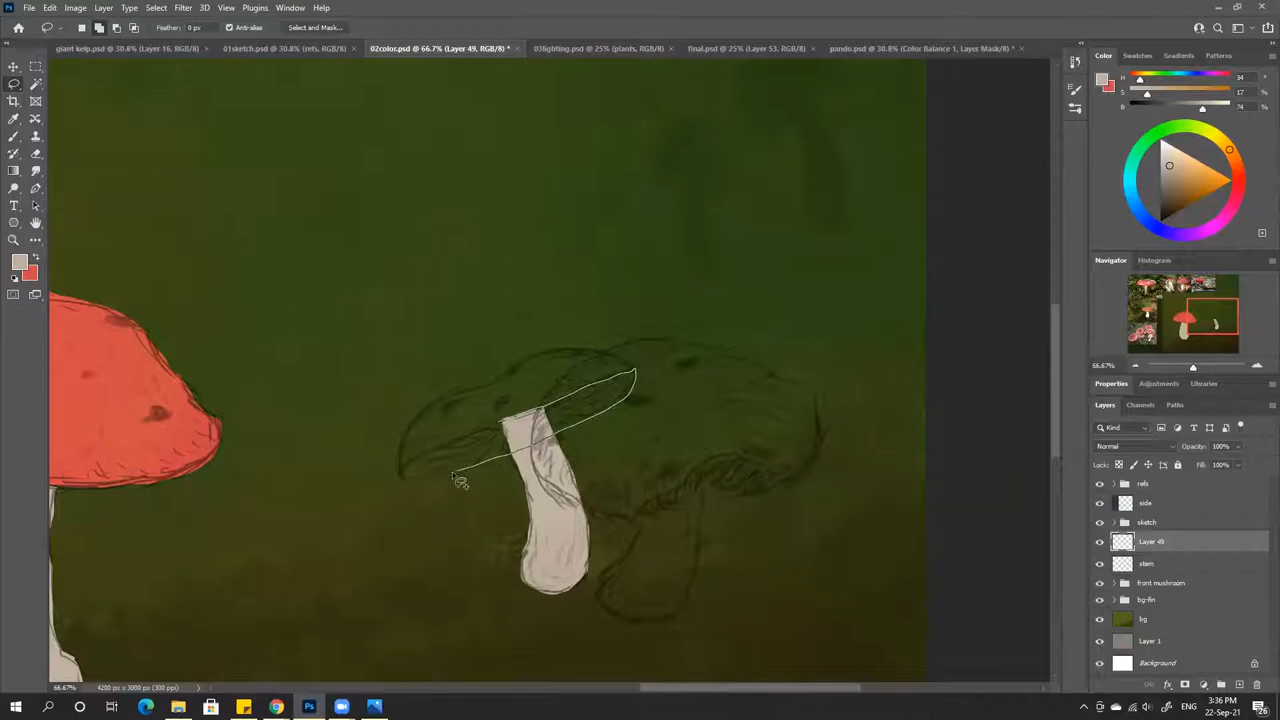 File Edit Image Layer Type Select Filter 3D View Plugins Window Help
Feather: 0 px Anti-alias Select and Mask...
giant kelp.psd @ 30.8% (Layer 16, RGB/8) 01sketch.psd @ 30.8% (refs, RGB/8) 02color.psd @ 66.7% (Layer 49, RGB/8) * 03lighting.psd @ 25% (plants, RGB/8) final.psd @ 25% (Layer 53, RGB/8) pando.psd @ 30.8% (Color Balance 1, Layer Mask/8) *
Color Swatches Gradients Patterns
H 34 °
S 17 %
B 74 %
Navigator Histogram
66.67%
Properties Adjustments Libraries
Layers Channels Paths
Kind
Normal Opacity: 100%
Lock: Fill: 100%
refs
side
sketch
Layer 49
stem
front mushroom
bg-fin
bg
Layer 1
Background
66.67% 4200 px x 3000 px (300 ppi)
3:36 PM
22-Sep-21